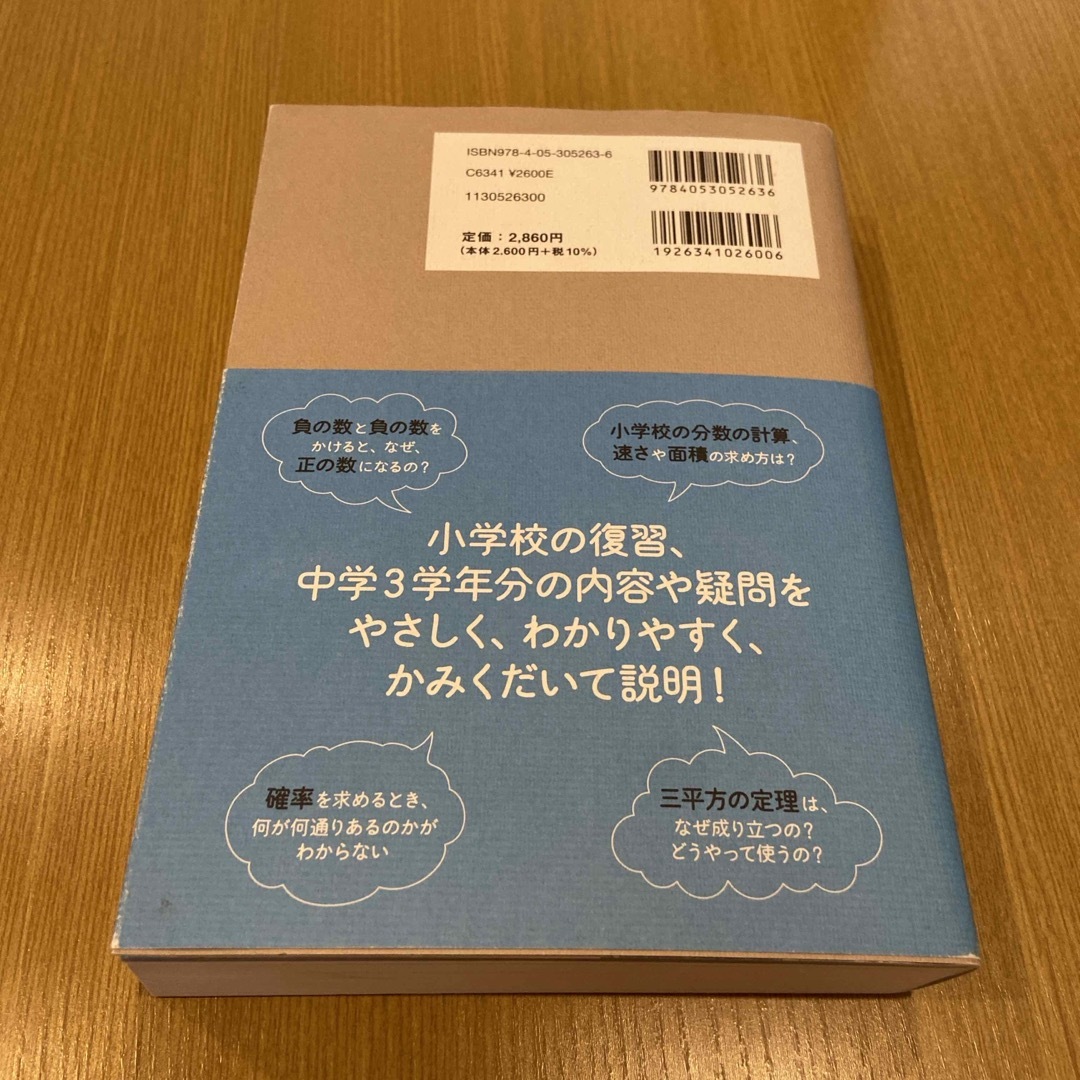 ISBN978-4-05-305263-6
C6341 ¥2600E
1130526300
定価：2,860円
（本体2,600円＋税10%）
9784053052636
1926341026006
負の数と負の数を
かけると、なぜ、
正の数になるの？
小学校の分数の計算、
速さや面積の求め方は？
小学校の復習、
中学3学年分の内容や疑問を
やさしく、わかりやすく、
かみくだいて説明！
確率を求めるとき、
何が何通りあるのかが
わからない
三平方の定理は、
なぜ成り立つの？
どうやって使うの？